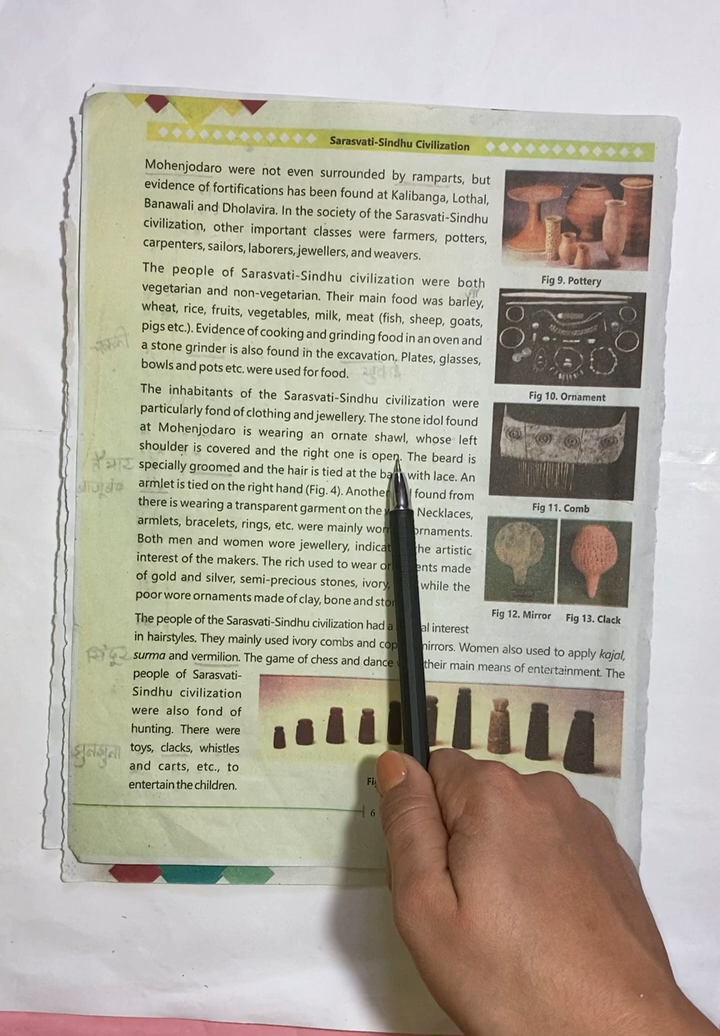 Sarasvati-Sindhu Civilization
Mohenjodaro were not even surrounded by ramparts, but
evidence of fortifications has been found at Kalibanga, Lothal,
Banawali and Dholavira. In the society of the Sarasvati-Sindhu
civilization, other important classes were farmers, potters,
carpenters, sailors, laborers, jewellers, and weavers.
Fig 9. Pottery
The people of Sarasvati-Sindhu civilization were both
vegetarian and non-vegetarian. Their main food was barley,
wheat, rice, fruits, vegetables, milk, meat (fish, sheep, goats,
pigs etc.). Evidence of cooking and grinding food in an oven and
a stone grinder is also found in the excavation. Plates, glasses,
bowls and pots etc. were used for food.
Fig 10. Ornament
The inhabitants of the Sarasvati-Sindhu civilization were
particularly fond of clothing and jewellery. The stone idol found
at Mohenjodaro is wearing an ornate shawl, whose left
shoulder is covered and the right one is open. The beard is
specially groomed and the hair is tied at the with lace. An
armlet is tied on the right hand (Fig. 4). Another found from
there is wearing a transparent garment on the Necklaces,
armlets, bracelets, rings, etc. were mainly ornaments.
Both men and women wore jewellery, the artistic
interest of the makers. The rich used to wear made
of gold and silver, semi-precious stones, ivory, while the
poor wore ornaments made of clay, bone and
Fig 11. Comb
Fig 12. Mirror Fig 13. Clack
The people of the Sarasvati-Sindhu civilization had a interest
in hairstyles. They mainly used ivory combs and mirrors. Women also used to apply kajal,
surma and vermilion. The game of chess and dance their main means of entertainment. The
people of Sarasvati-
Sindhu civilization
were also fond of
hunting. There were
toys, clacks, whistles
and carts, etc., to
entertain the children.
6
झुनझुना